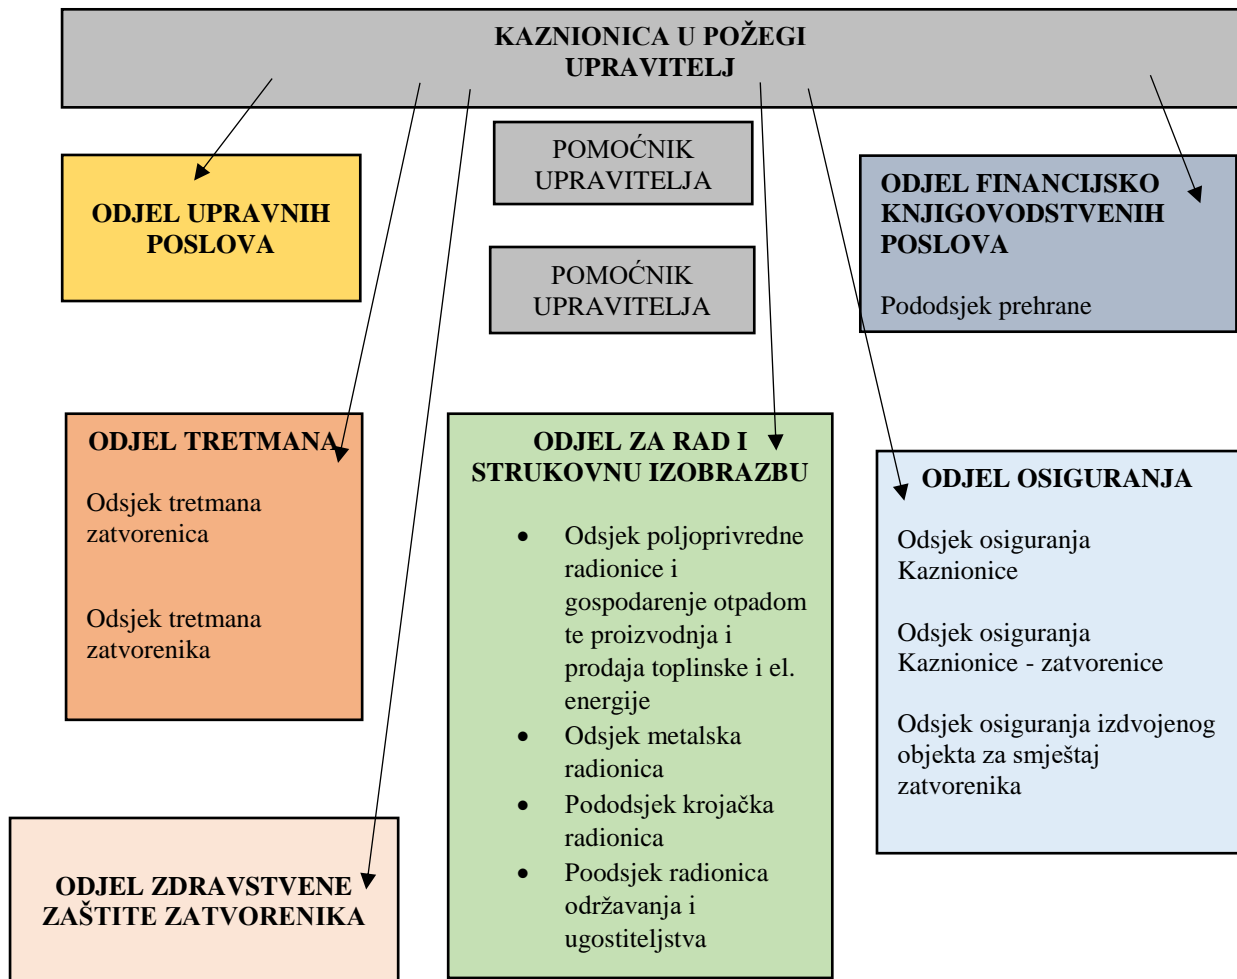 KAZNIONICA U POŽEGI
UPRAVITELJ
POMOĆNIK
UPRAVITELJA
ODJEL UPRAVNIH
POSLOVA
ODJEL FINANCIJSKO
KNJIGOVODSTVENIH
POSLOVA
Pododsjek prehrane
POMOĆNIK
UPRAVITELJA
ODJEL TRETMANA
Odsjek tretmana
zatvorenica
Odsjek tretmana
zatvorenika
ODJEL ZA RAD I
STRUKOVNU IZOBRAZBU
• Odsjek poljoprivredne
radionice i
gospodarenje otpadom
te proizvodnja i
prodaja toplinske i el.
energije
• Odsjek metalska
radionica
• Pododsjek krojačka
radionica
• Poodsjek radionica
održavanja i
ugostiteljstva
ODJEL OSIGURANJA
Odsjek osiguranja
Kaznionice
Odsjek osiguranja
Kaznionice - zatvorenice
Odsjek osiguranja izdvojenog
objekta za smještaj
zatvorenika
ODJEL ZDRAVSTVENE
ZAŠTITE ZATVORENIKA